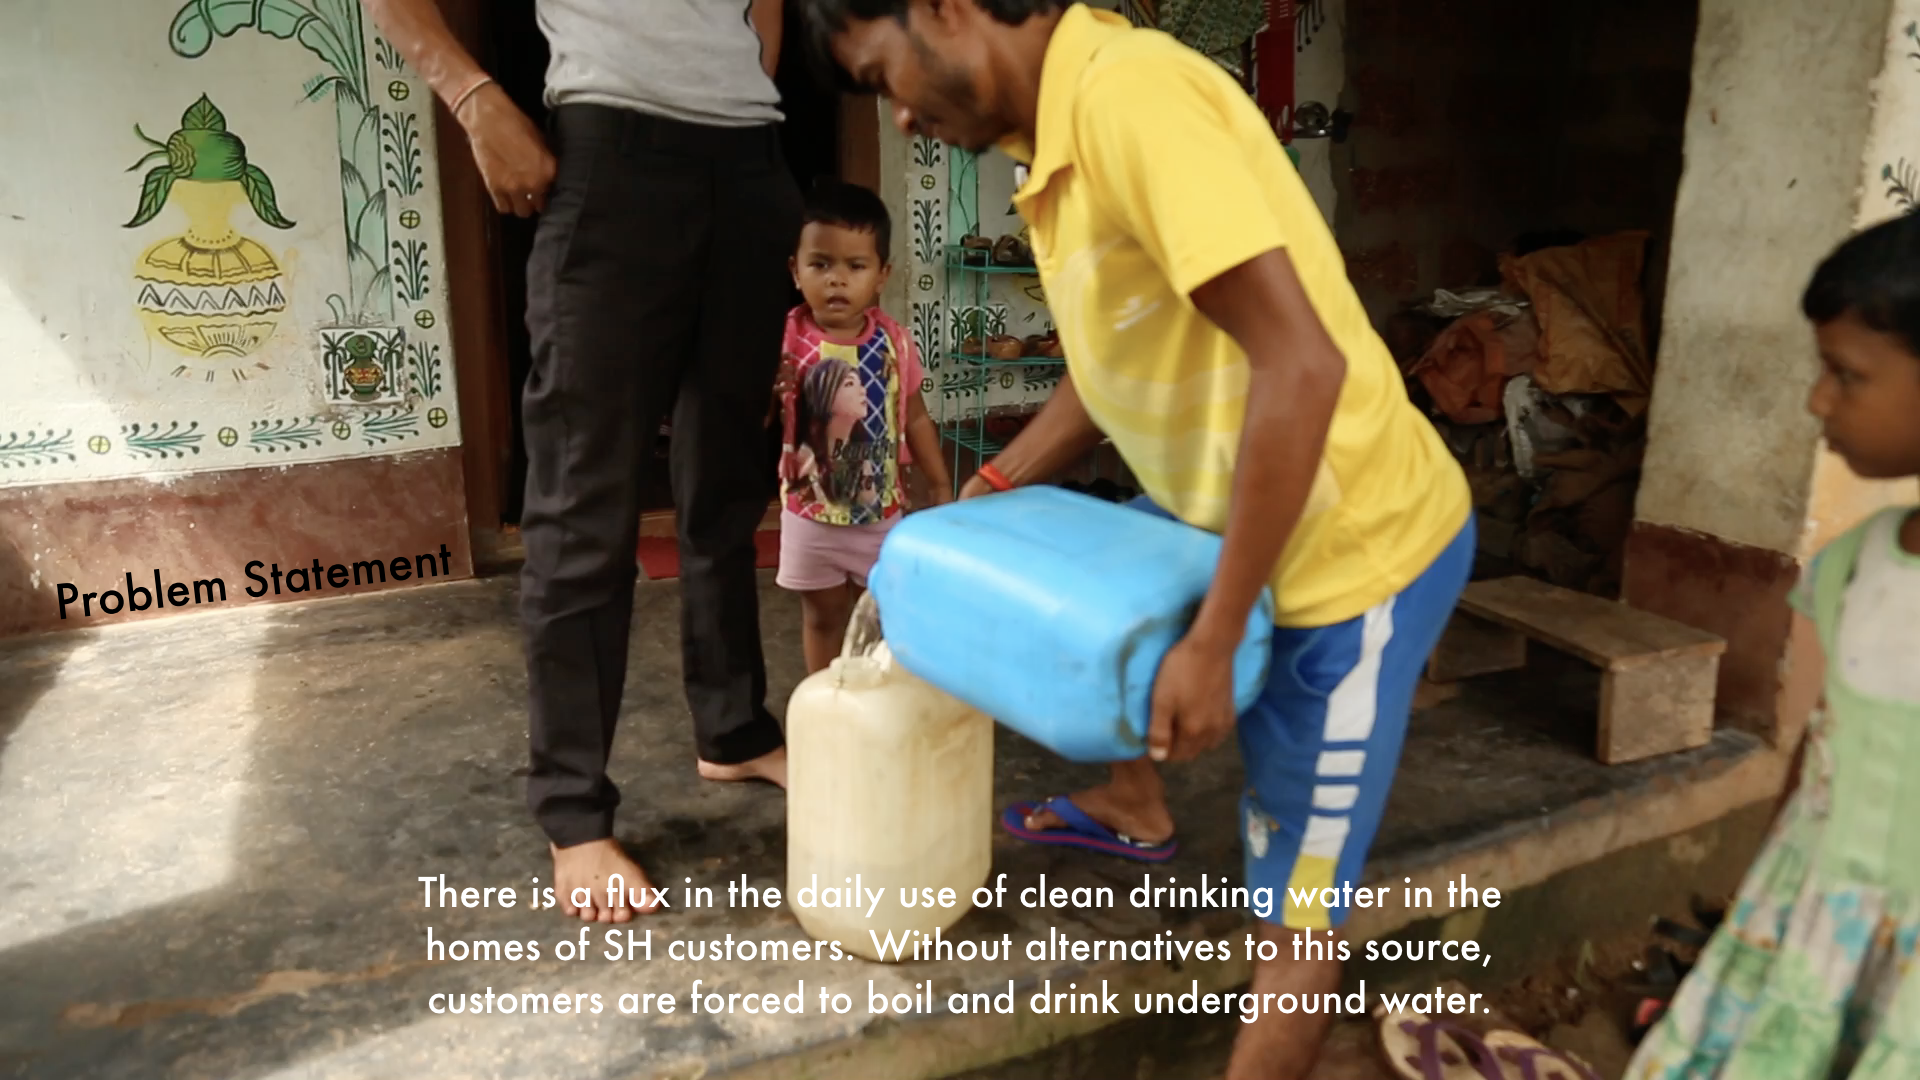 Problem Statement
There is a flux in the daily use of clean drinking water in the
homes of SH customers. Without alternatives to this source,
customers are forced to boil and drink underground water.